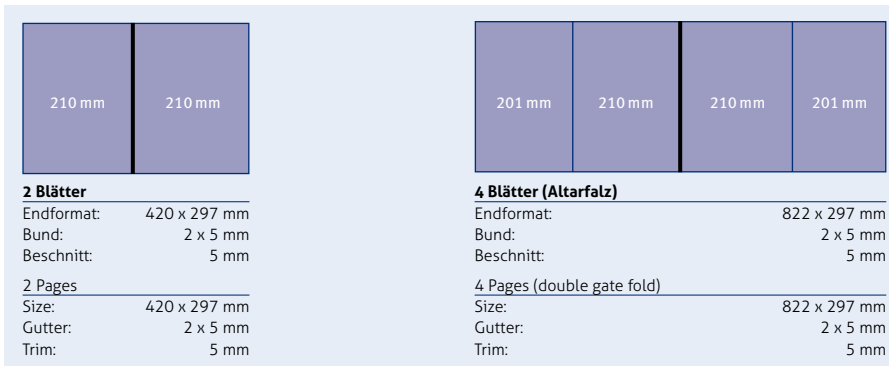 210 mm 210 mm
2 Blätter
Endformat: 420 x 297 mm
Bund: 2 x 5 mm
Beschnitt: 5 mm
2 Pages
Size: 420 x 297 mm
Gutter: 2 x 5 mm
Trim: 5 mm
201 mm 210 mm 210 mm 201 mm
4 Blätter (Altarfalz)
Endformat: 822 x 297 mm
Bund: 2 x 5 mm
Beschnitt: 5 mm
4 Pages (double gate fold)
Size: 822 x 297 mm
Gutter: 2 x 5 mm
Trim: 5 mm